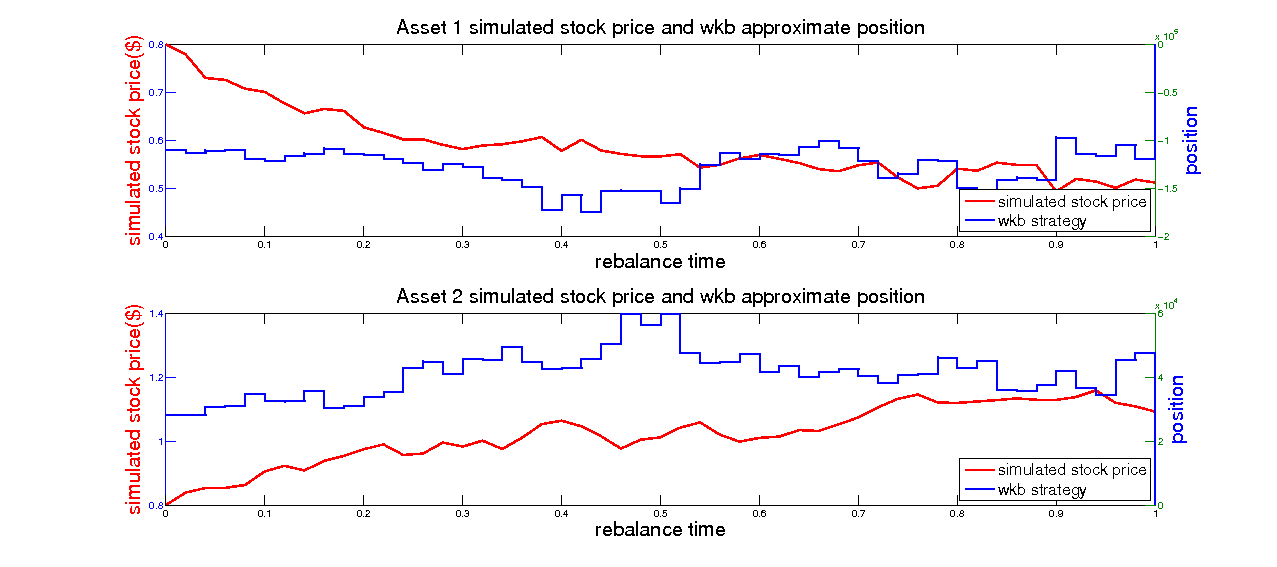 Asset 1 simulated stock price and wkb approximate position
x 10^5
0.8
0.7
0.6
0.5
0.4
simulated stock price($)
0
−0.5
−1
−1.5
−2
position
simulated stock price
wkb strategy
0 0.1 0.2 0.3 0.4 0.5 0.6 0.7 0.8 0.9 1
rebalance time
Asset 2 simulated stock price and wkb approximate position
x 10^4
1.4
1.2
1
0.8
simulated stock price($)
6
4
2
0
position
simulated stock price
wkb strategy
0 0.1 0.2 0.3 0.4 0.5 0.6 0.7 0.8 0.9 1
rebalance time